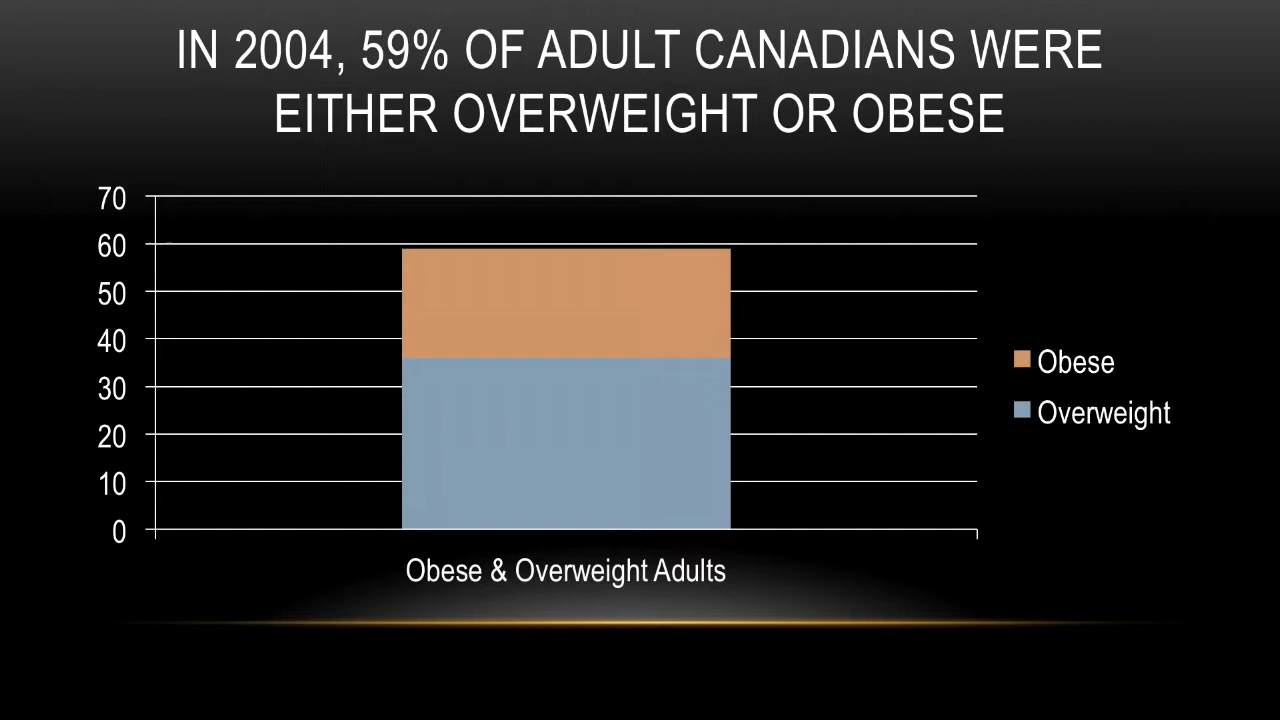 IN 2004, 59% OF ADULT CANADIANS WERE
EITHER OVERWEIGHT OR OBESE
70
60
50
40
30
20
10
0
Obese
Overweight
Obese & Overweight Adults